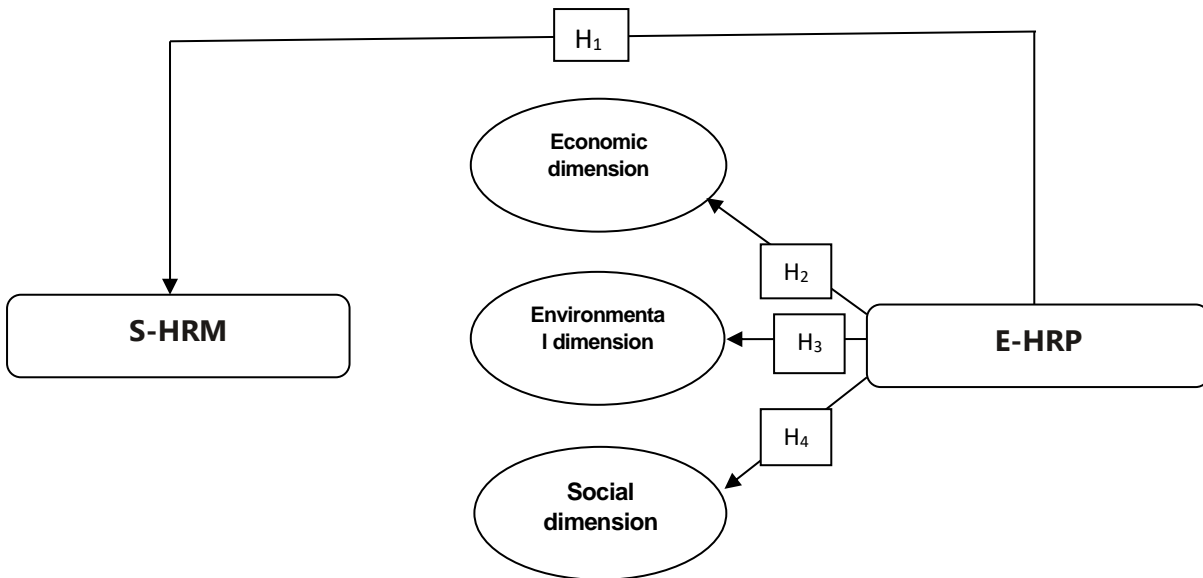 H₁
Economic
dimension
H₂
S-HRM
Environmenta
l dimension
H₃
E-HRP
H₄
Social
dimension